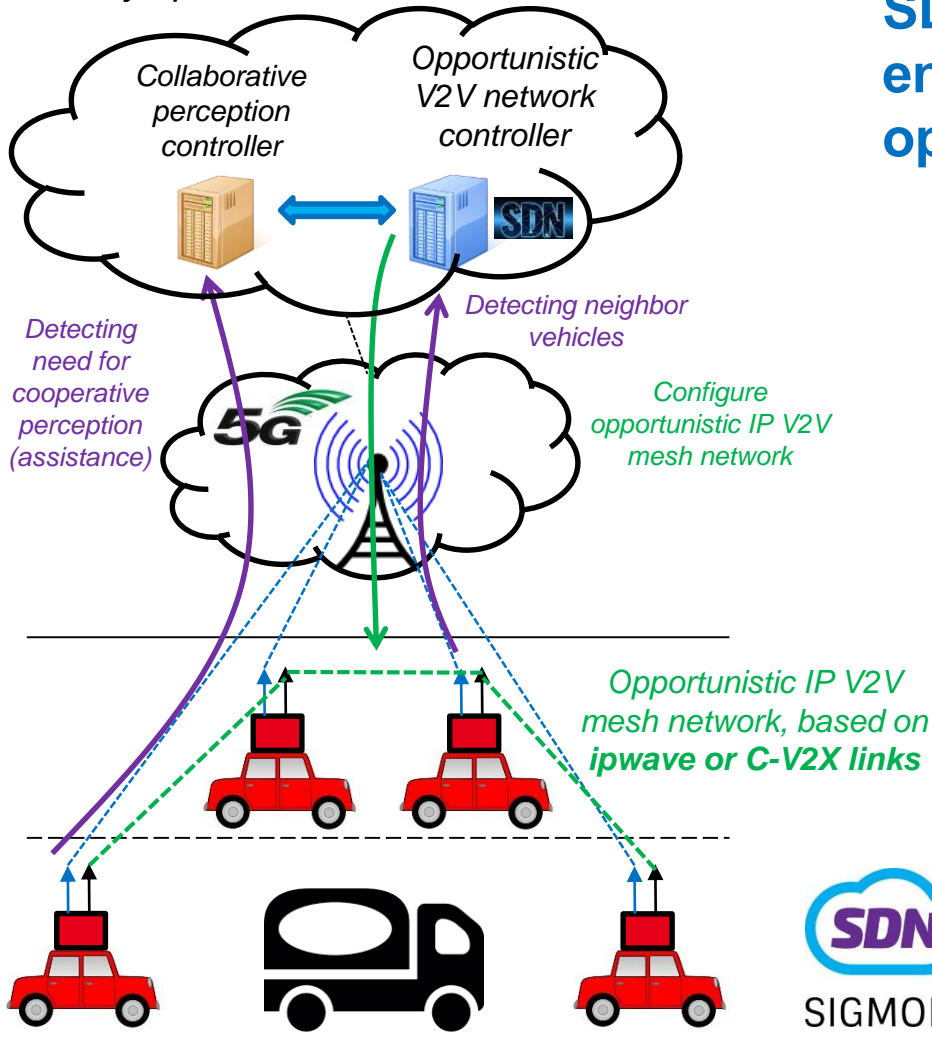 Collaborative
perception
controller
Opportunistic
V2V network
controller
SDN
Detecting
need for
cooperative
perception
(assistance)
Detecting neighbor
vehicles
5G
Configure
opportunistic IP V2V
mesh network
Opportunistic IP V2V
mesh network, based on
ipwave or C-V2X links
SDN